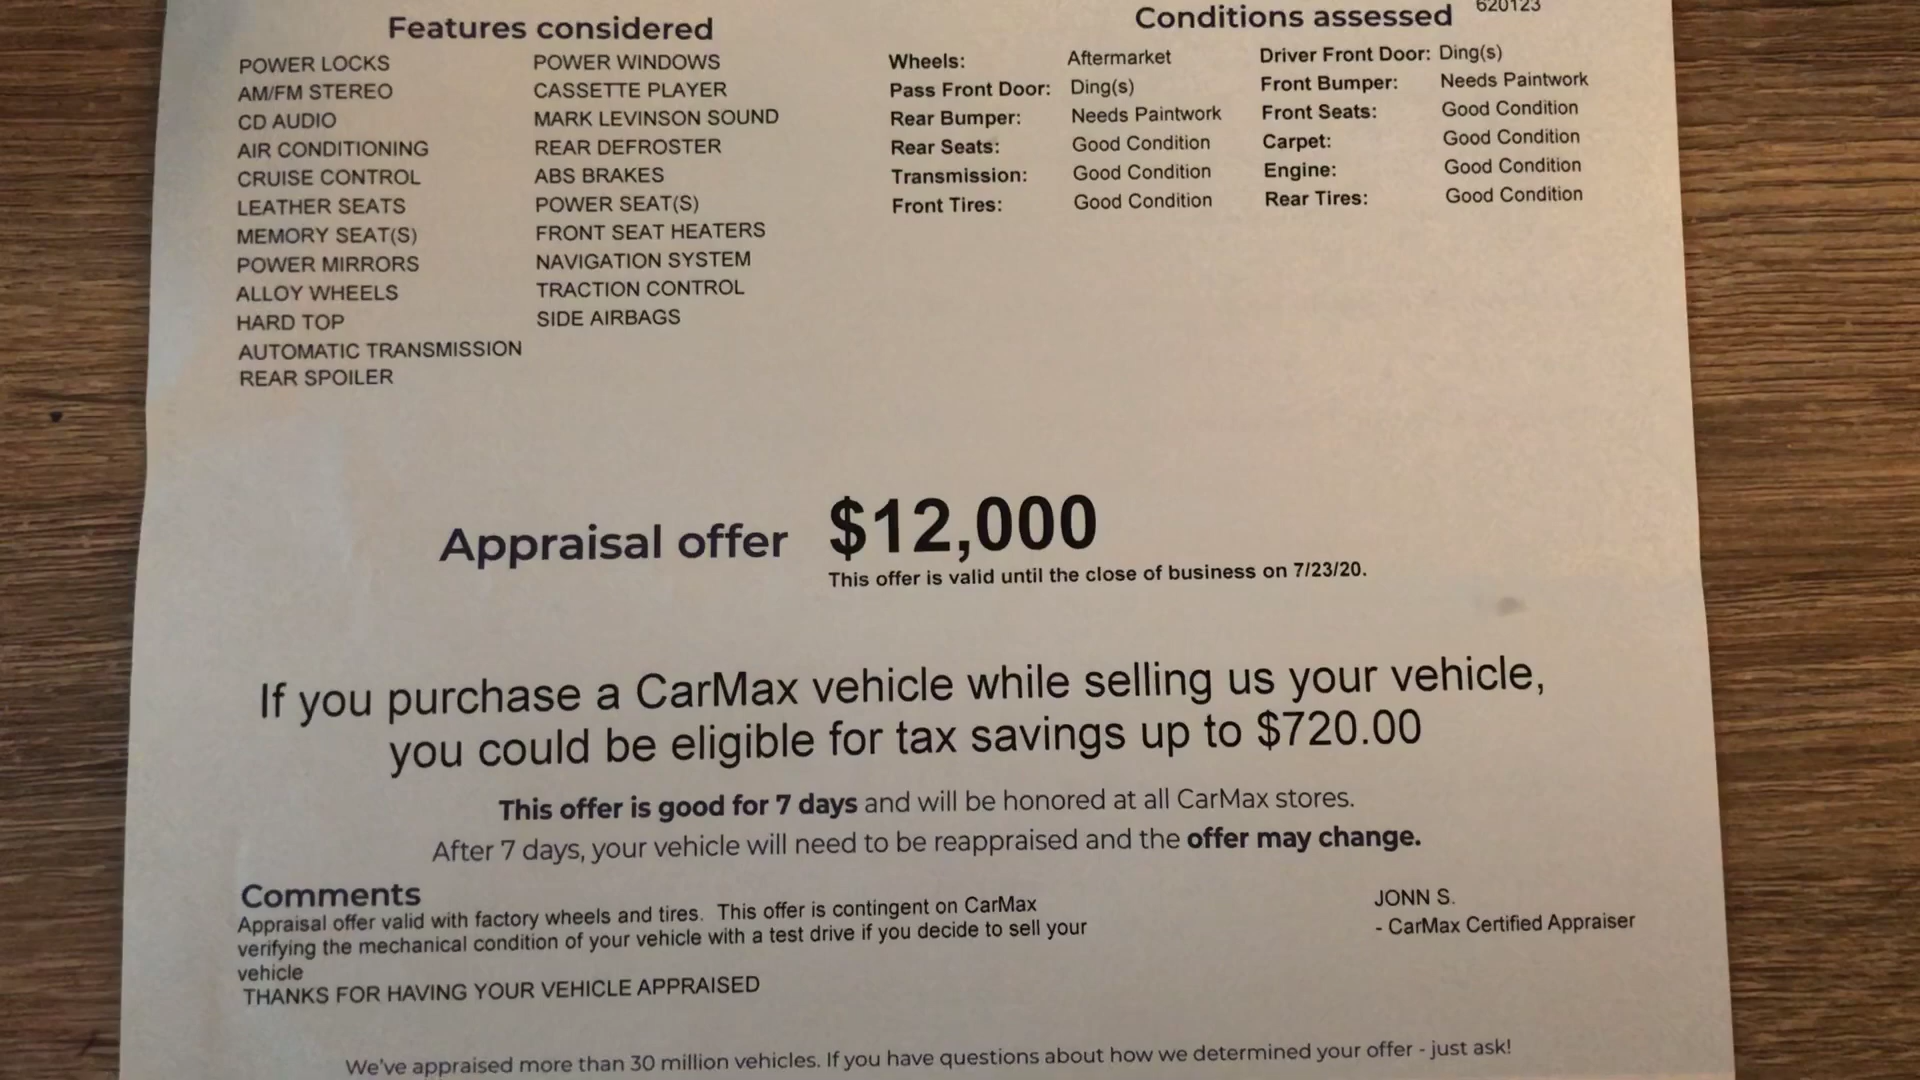 Features considered
POWER LOCKS
AM/FM STEREO
CD AUDIO
AIR CONDITIONING
CRUISE CONTROL
LEATHER SEATS
MEMORY SEAT(S)
POWER MIRRORS
ALLOY WHEELS
HARD TOP
AUTOMATIC TRANSMISSION
REAR SPOILER
POWER WINDOWS
CASSETTE PLAYER
MARK LEVINSON SOUND
REAR DEFROSTER
ABS BRAKES
POWER SEAT(S)
FRONT SEAT HEATERS
NAVIGATION SYSTEM
TRACTION CONTROL
SIDE AIRBAGS
620123
Conditions assessed
Wheels: Aftermarket
Pass Front Door: Ding(s)
Rear Bumper: Needs Paintwork
Rear Seats: Good Condition
Transmission: Good Condition
Front Tires: Good Condition
Driver Front Door: Ding(s)
Front Bumper: Needs Paintwork
Front Seats: Good Condition
Carpet: Good Condition
Engine: Good Condition
Rear Tires: Good Condition
Appraisal offer $12,000
This offer is valid until the close of business on 7/23/20.
If you purchase a CarMax vehicle while selling us your vehicle,
you could be eligible for tax savings up to $720.00
This offer is good for 7 days and will be honored at all CarMax stores.
After 7 days, your vehicle will need to be reappraised and the offer may change.
Comments
Appraisal offer valid with factory wheels and tires. This offer is contingent on CarMax
verifying the mechanical condition of your vehicle with a test drive if you decide to sell your
vehicle
THANKS FOR HAVING YOUR VEHICLE APPRAISED
JONN S.
- CarMax Certified Appraiser
We've appraised more than 30 million vehicles. If you have questions about how we determined your offer - just ask!